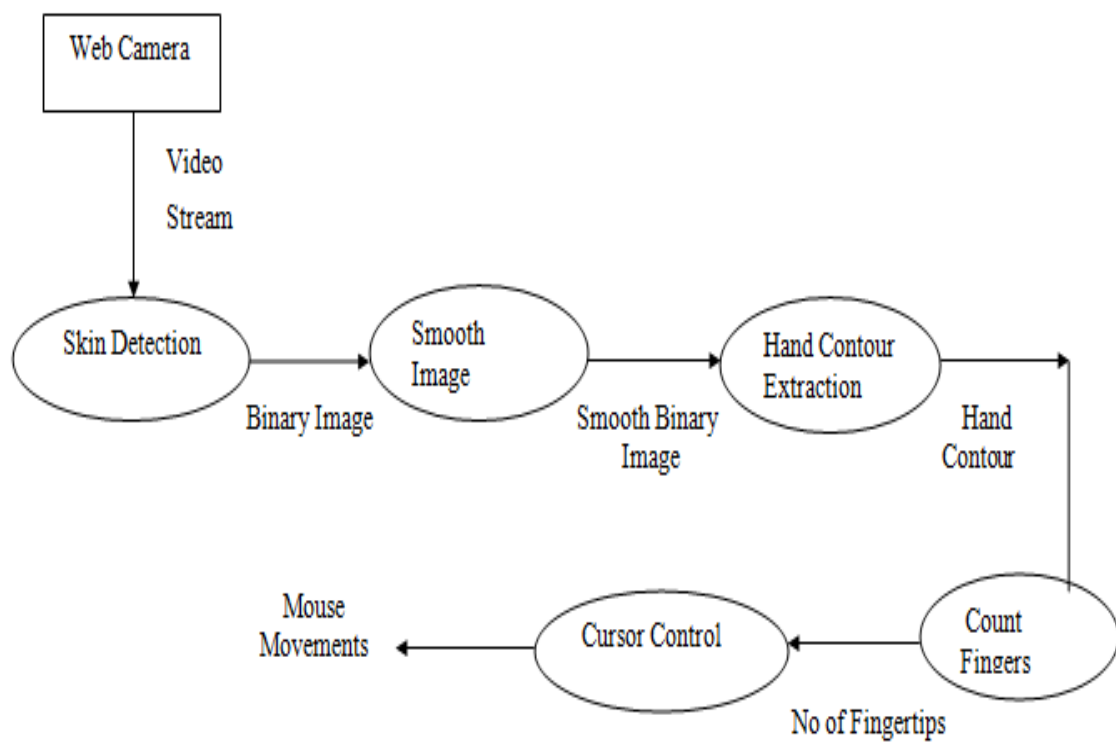 Web Camera
Video
Stream
Skin Detection
Binary Image
Smooth
Image
Smooth Binary
Image
Hand Contour
Extraction
Hand
Contour
Count
Fingers
No of Fingertips
Cursor Control
Mouse
Movements